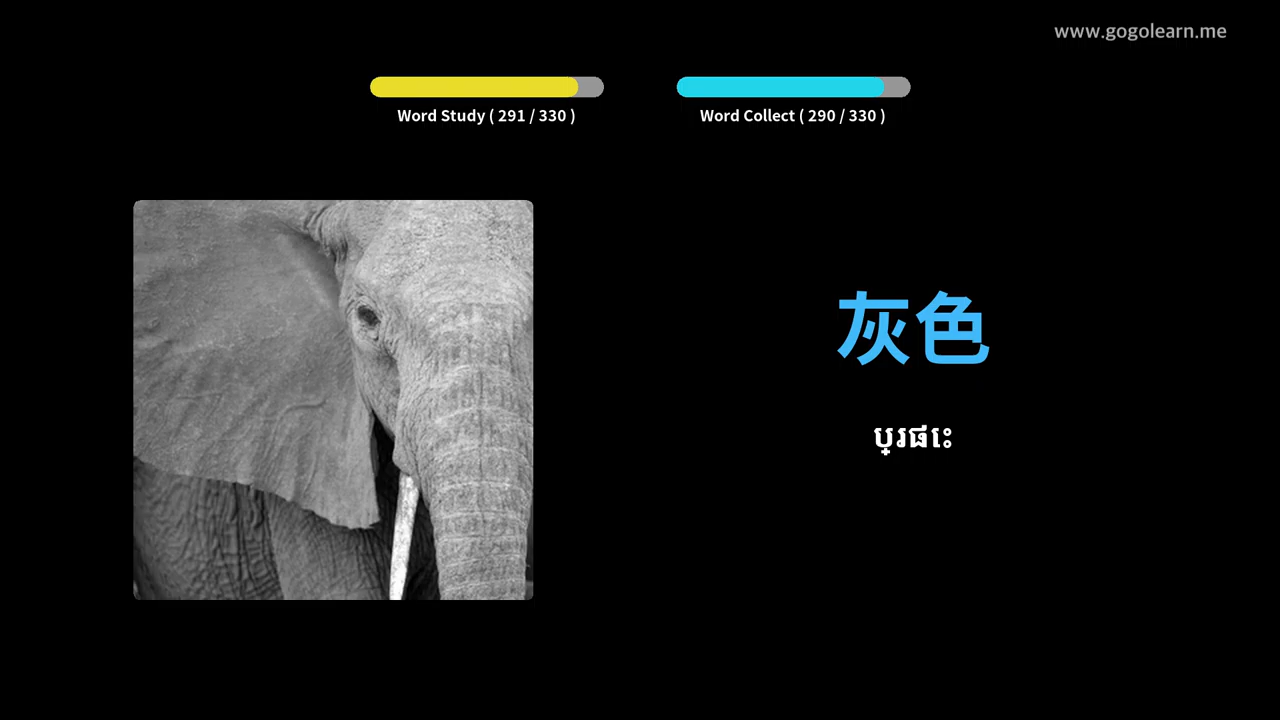 www.gogolearn.me
Word Study ( 291 / 330 )
Word Collect ( 290 / 330 )
灰色
ប្រផេះ